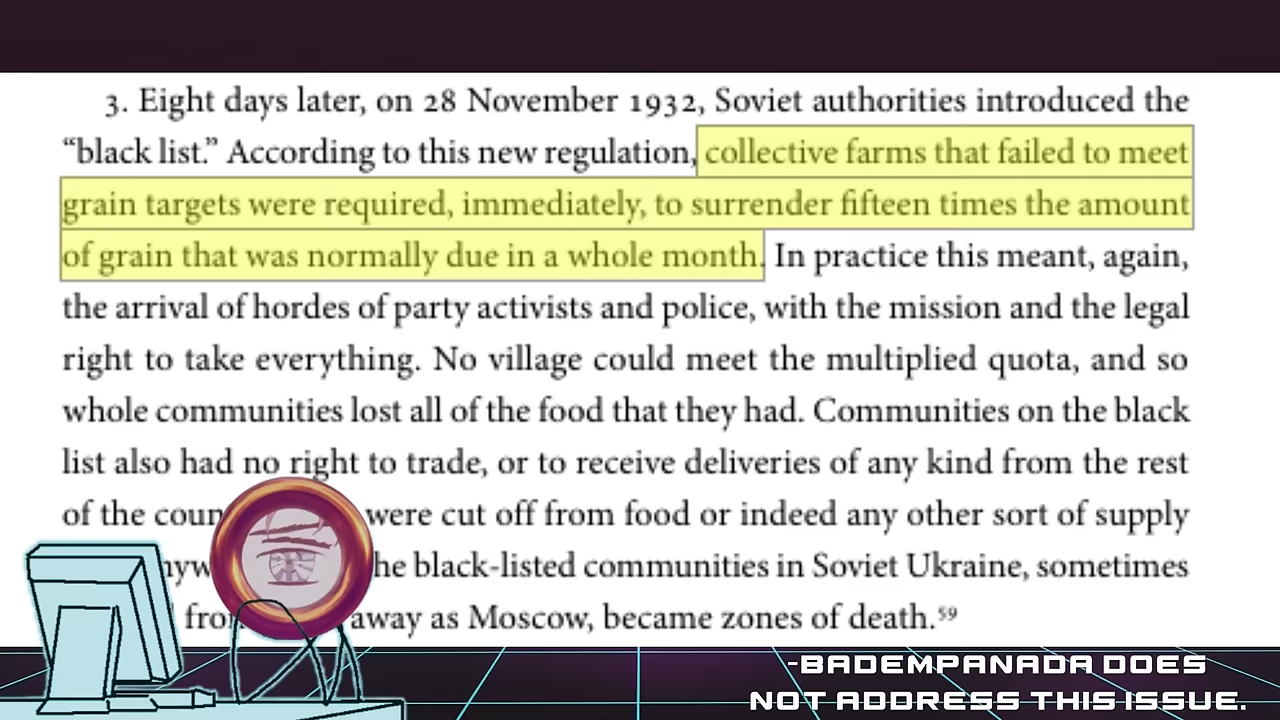 3. Eight days later, on 28 November 1932, Soviet authorities introduced the
“black list.” According to this new regulation, collective farms that failed to meet
grain targets were required, immediately, to surrender fifteen times the amount
of grain that was normally due in a whole month. In practice this meant, again,
the arrival of hordes of party activists and police, with the mission and the legal
right to take everything. No village could meet the multiplied quota, and so
whole communities lost all of the food that they had. Communities on the black
list also had no right to trade, or to receive deliveries of any kind from the rest
of the were cut off from food or indeed any other sort of supply
black-listed communities in Soviet Ukraine, sometimes
away as Moscow, became zones of death.⁵⁹
-BADEMPANADA DOES
NOT ADDRESS THIS ISSUE.